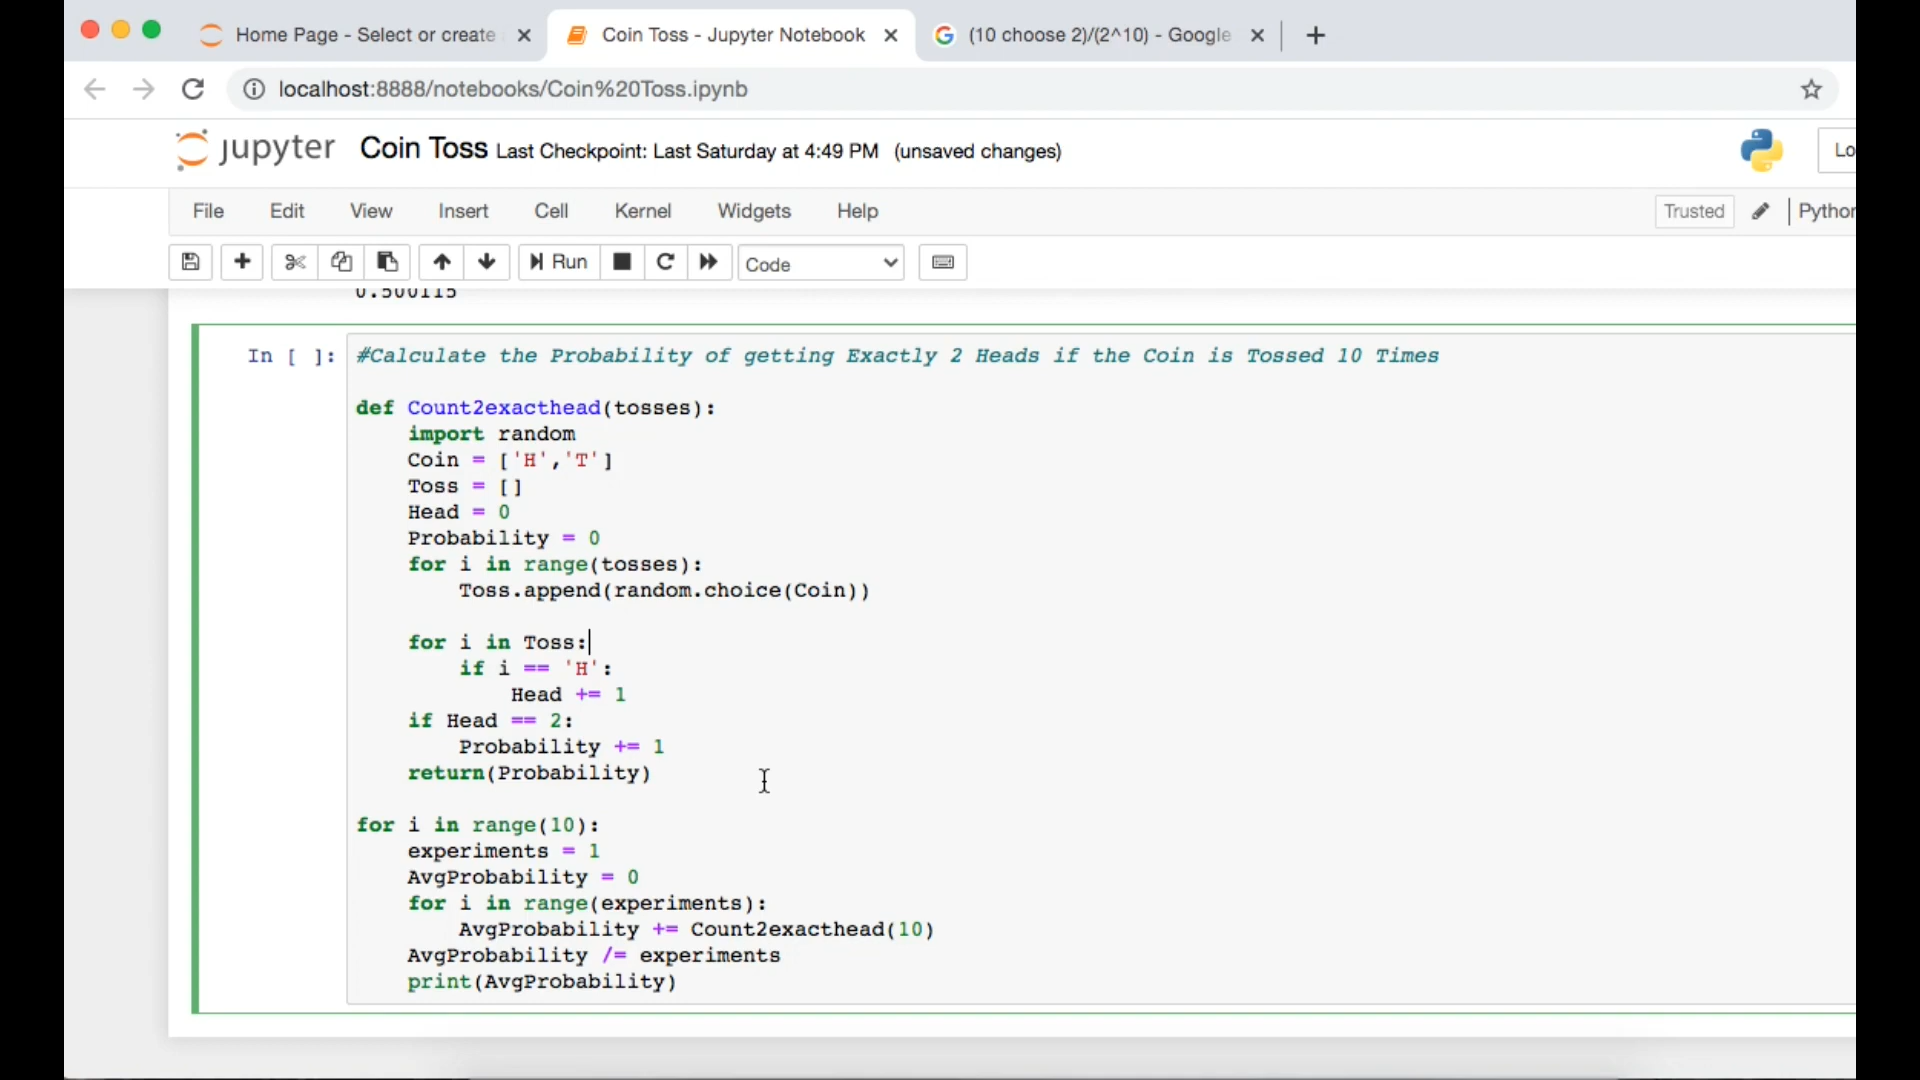 Home Page - Select or create
Coin Toss - Jupyter Notebook
(10 choose 2)/(2^10) - Google
localhost:8888/notebooks/Coin%20Toss.ipynb
jupyter Coin Toss Last Checkpoint: Last Saturday at 4:49 PM (unsaved changes)
File Edit View Insert Cell Kernel Widgets Help Trusted Python
Run Code
0.500115
In [ ]: #Calculate the Probability of getting Exactly 2 Heads if the Coin is Tossed 10 Times
def Count2exacthead(tosses):
import random
Coin = ['H','T']
Toss = []
Head = 0
Probability = 0
for i in range(tosses):
Toss.append(random.choice(Coin))
for i in Toss:
if i == 'H':
Head += 1
if Head == 2:
Probability += 1
return(Probability)
for i in range(10):
experiments = 1
AvgProbability = 0
for i in range(experiments):
AvgProbability += Count2exacthead(10)
AvgProbability /= experiments
print(AvgProbability)